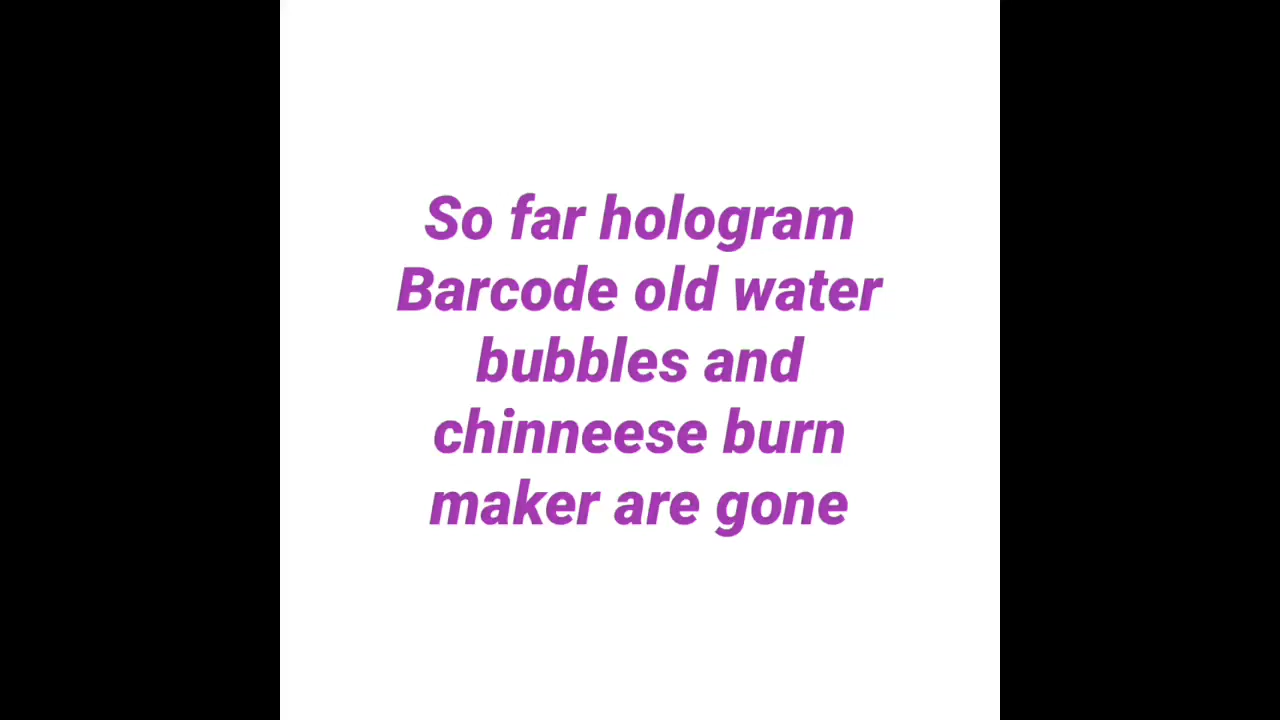 So far hologram
Barcode old water
bubbles and
chinneese burn
maker are gone